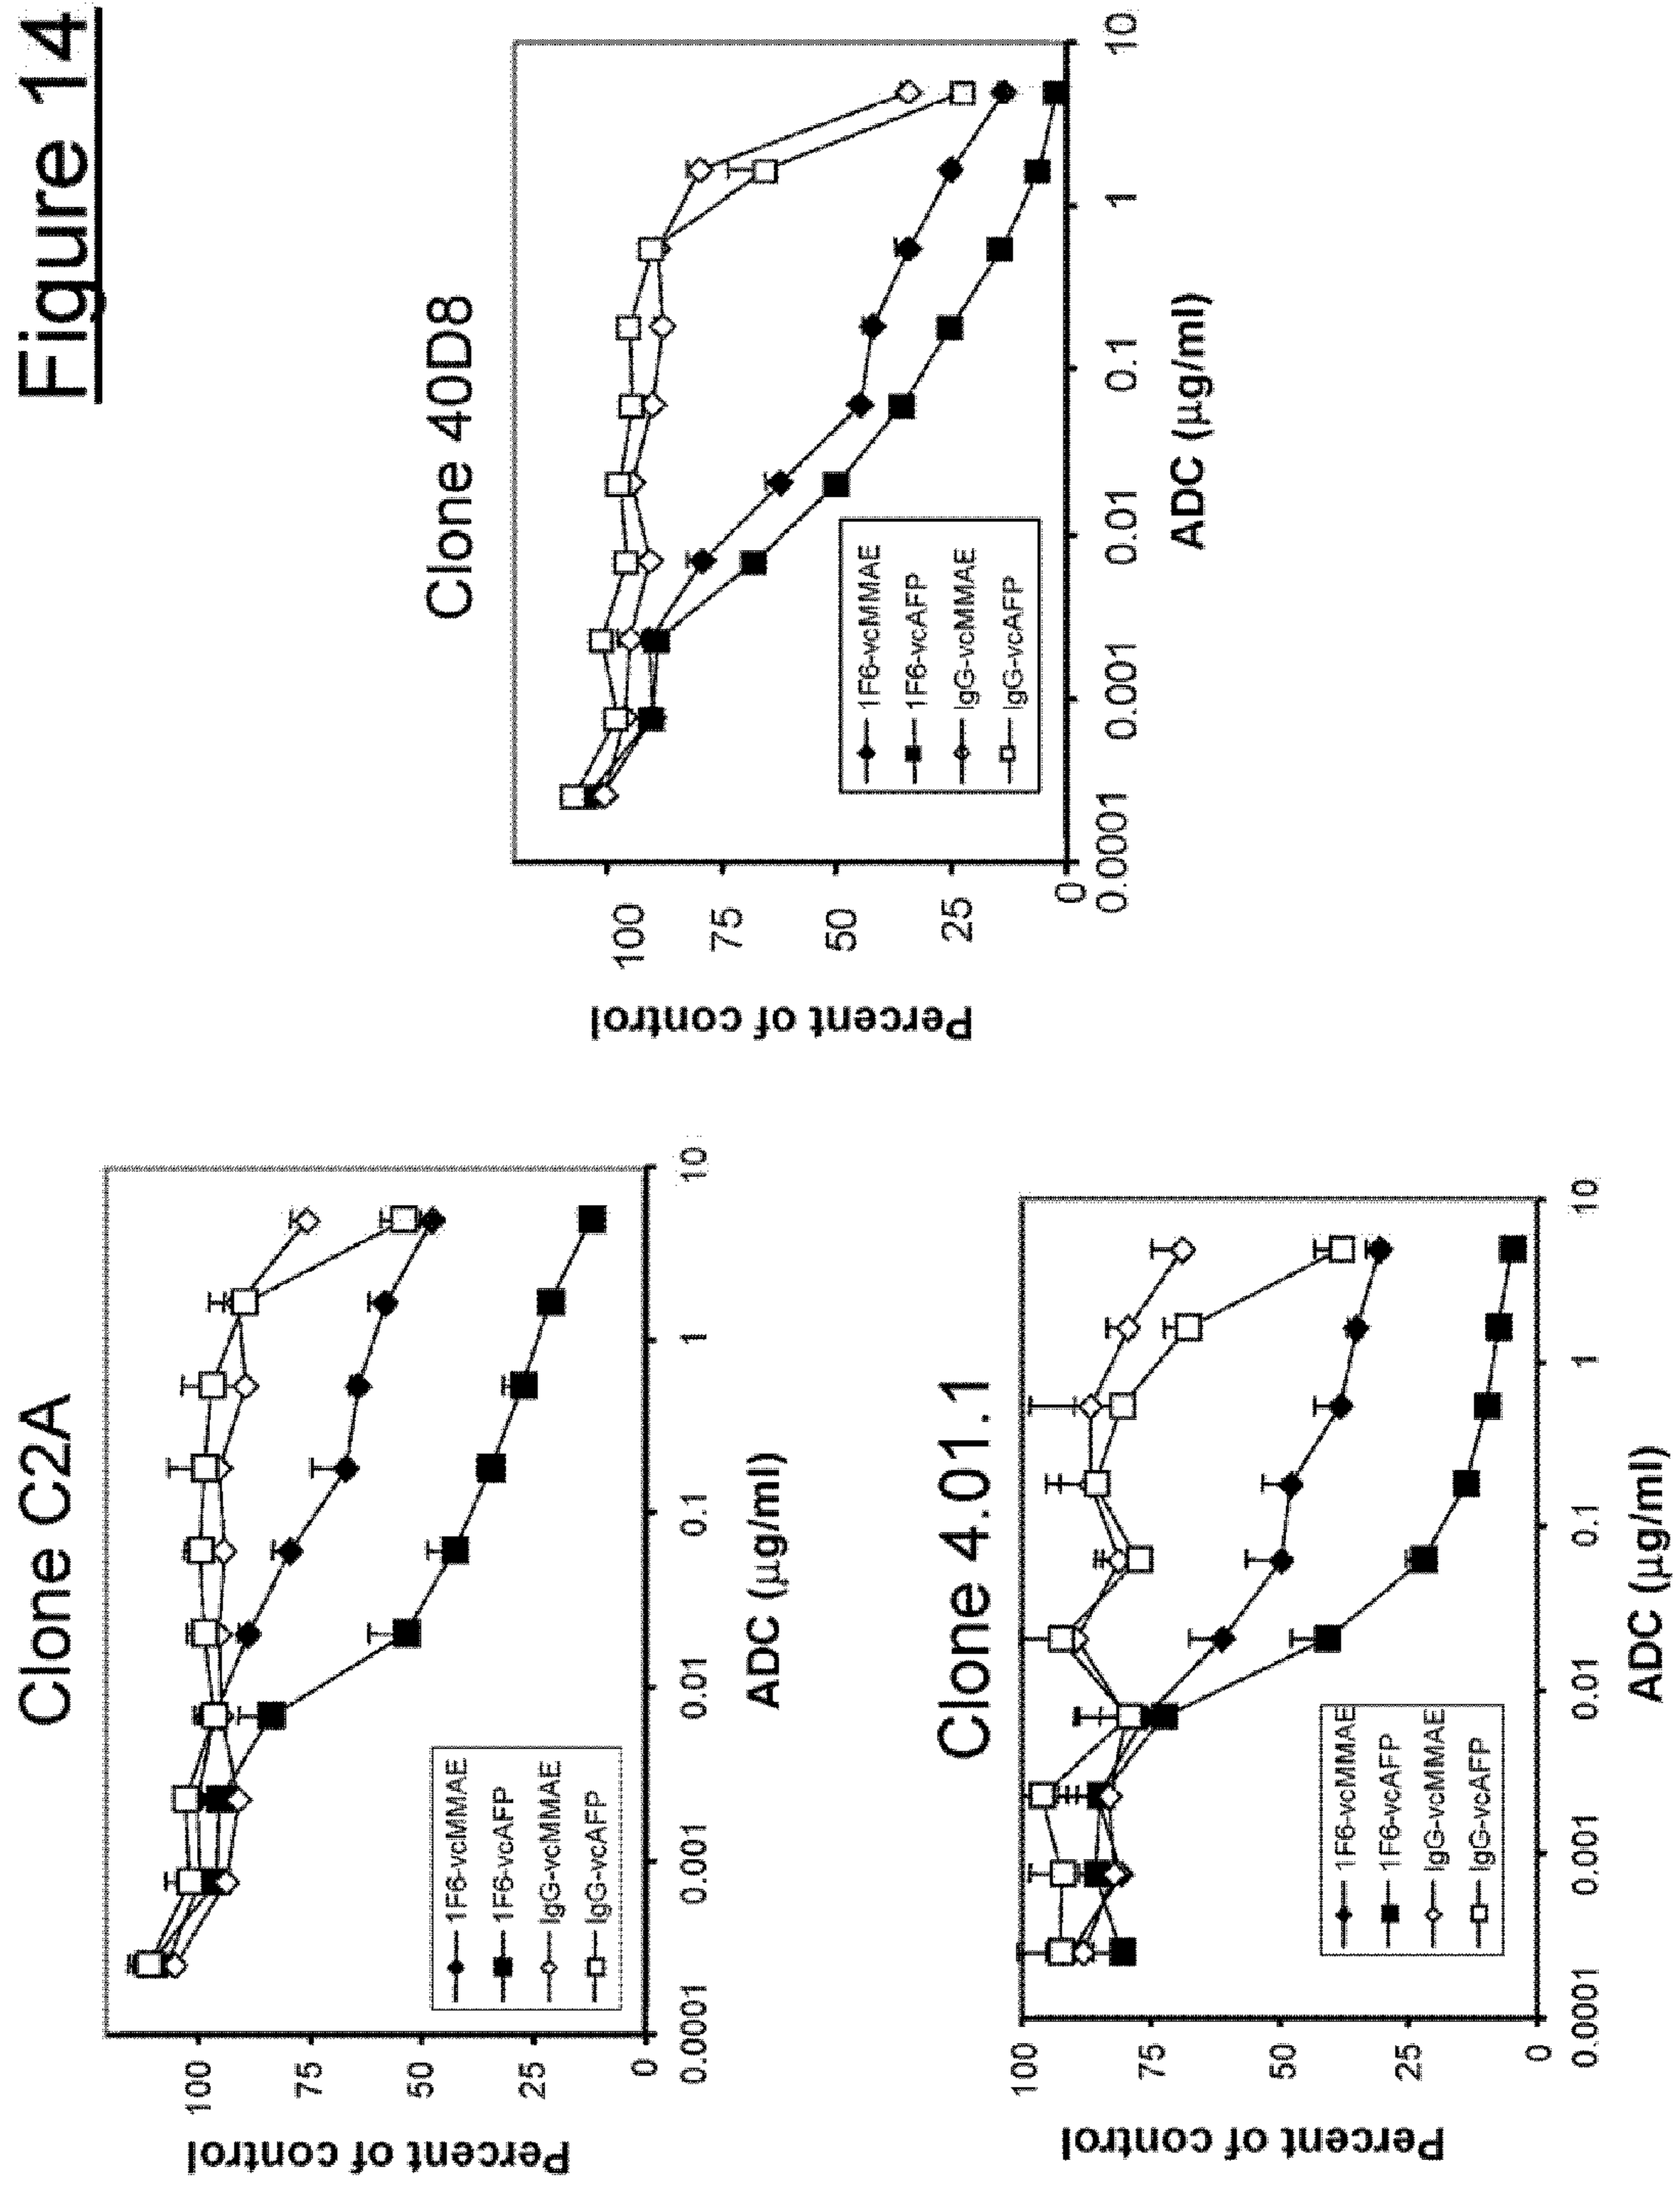 Figure 14
Clone C2A
Percent of control
100
75
50
25
0
0.0001
0.001
0.01
0.1
1
10
ADC (μg/ml)
1F6-vcMMAE
1F6-vcAFP
IgG-vcMMAE
IgG-vcAFP
Clone 40D8
Percent of control
100
75
50
25
0
0.0001
0.001
0.01
0.1
1
10
ADC (μg/ml)
1F6-vcMMAE
1F6-vcAFP
IgG-vcMMAE
IgG-vcAFP
Clone 4.01.1
Percent of control
100
75
50
25
0
0.0001
0.001
0.01
0.1
1
10
ADC (μg/ml)
1F6-vcMMAE
1F6-vcAFP
IgG-vcMMAE
IgG-vcAFP